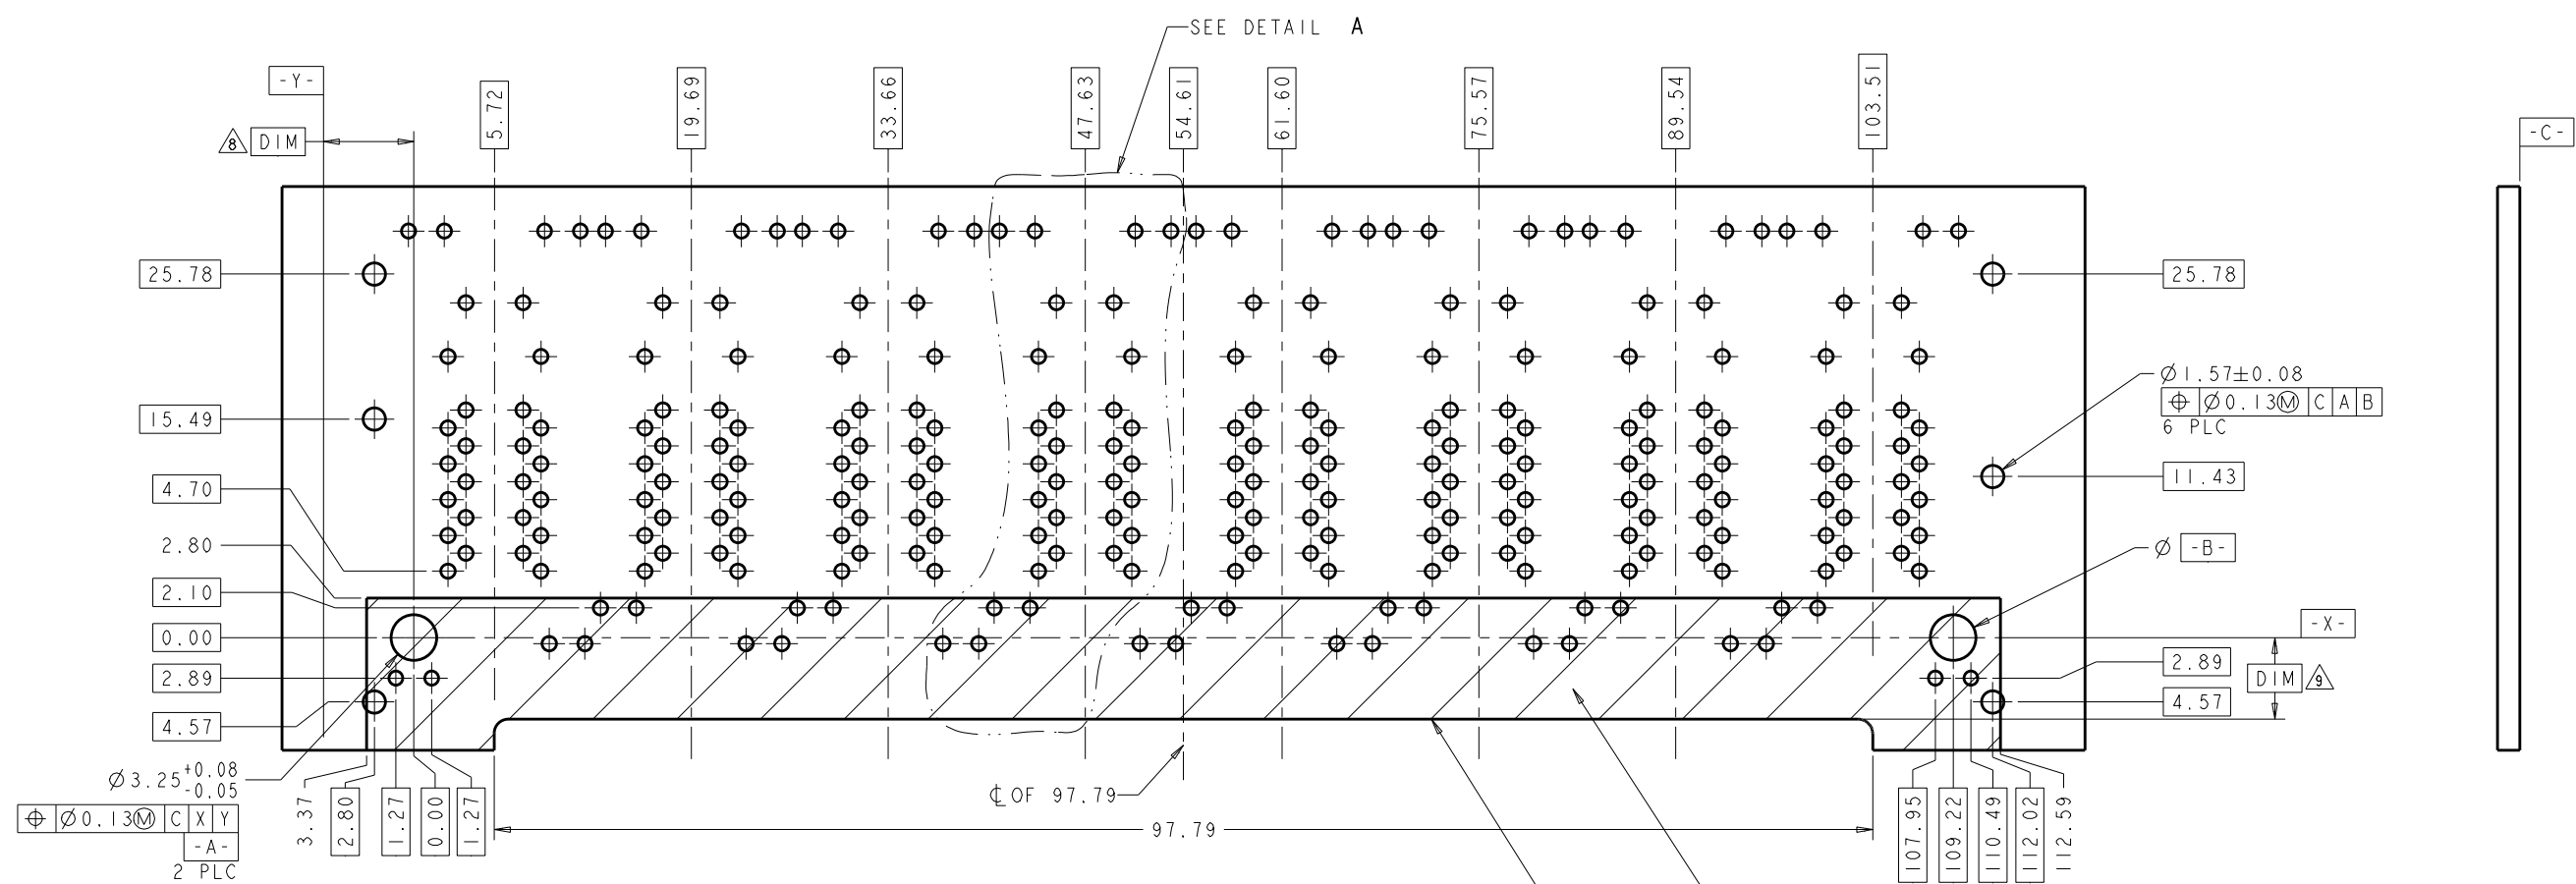 SEE DETAIL A
-Y-
8 DIM
5.72
19.69
33.66
47.63
54.61
61.60
75.57
89.54
103.51
-C-
25.78
25.78
15.49
Ø1.57±0.08
⌖ Ø0.13Ⓜ C A B
6 PLC
11.43
4.70
2.80
2.10
0.00
2.89
4.57
Ø -B-
-X-
2.89
DIM 9
4.57
Ø3.25 +0.08 -0.05
⌖ Ø0.13Ⓜ C X Y
-A-
2 PLC
3.37
2.80
1.27
0.00
1.27
℄ OF 97.79
97.79
107.95
109.22
110.49
112.02
112.59